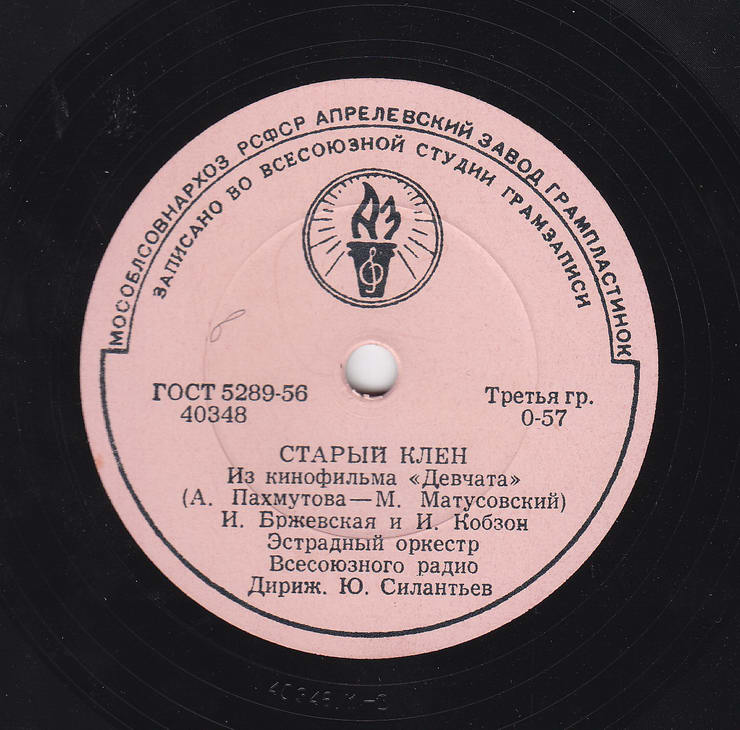 МОСОБЛСОВНАРХОЗ РСФСР АПРЕЛЕВСКИЙ ЗАВОД ГРАМПЛАСТИНОК
ЗАПИСАНО ВО ВСЕСОЮЗНОЙ СТУДИИ ГРАМЗАПИСИ
АЗ
ГОСТ 5289-56
40348
Третья гр.
0-57
СТАРЫЙ КЛЕН
Из кинофильма «Девчата»
(А. Пахмутова—М. Матусовский)
И. Бржевская и И. Кобзон
Эстрадный оркестр
Всесоюзного радио
Дириж. Ю. Силантьев